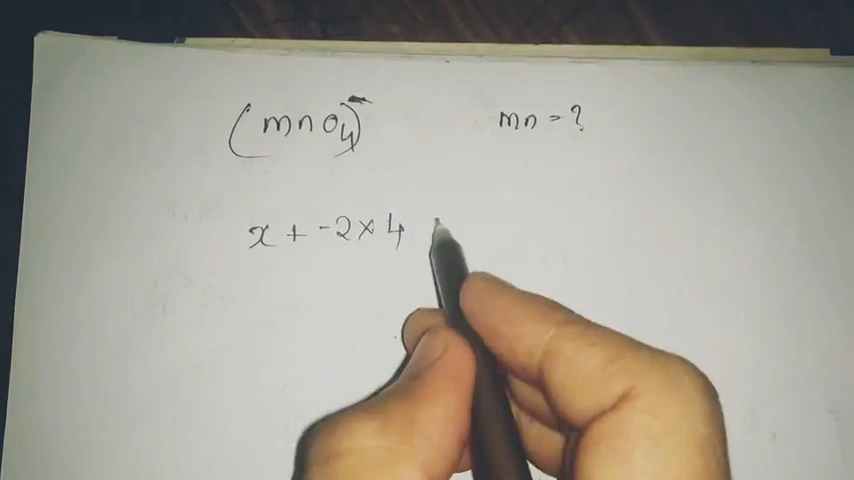 (mnO₄)⁻ mn = ?
x + -2 × 4